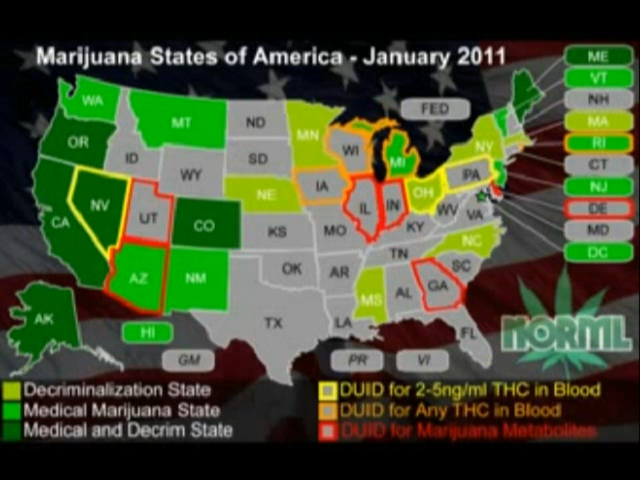 Marijuana States of America - January 2011
ME
VT
NH
MA
RI
CT
NJ
DE
MD
DC
FED
WA
MT
ND
MN
OR
ID
SD
WI
MI
NY
WY
NE
IA
PA
NV
UT
CO
IL
IN
OH
CA
KS
MO
KY
WV
VA
AZ
NM
OK
AR
TN
NC
SC
MS
AL
GA
TX
LA
FL
AK
HI
GM
PR
VI
NORML
Decriminalization State
Medical Marijuana State
Medical and Decrim State
DUID for 2-5ng/ml THC in Blood
DUID for Any THC in Blood
DUID for Marijuana Metabolites